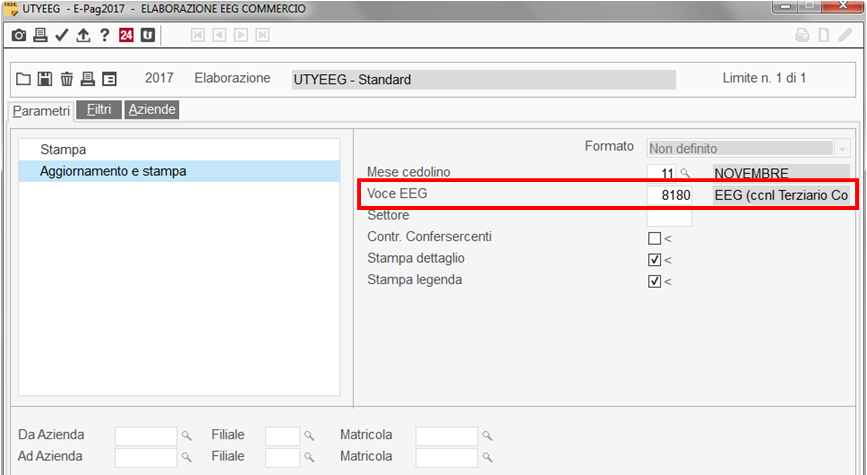 UTYEEG - E-Pag2017 - ELABORAZIONE EEG COMMERCIO
? 24 U
2017 Elaborazione UTYEEG - Standard Limite n. 1 di 1
Parametri Filtri Aziende
Stampa
Aggiornamento e stampa
Formato Non definito
Mese cedolino 11 NOVEMBRE
Voce EEG 8180 EEG (ccnl Terziario Co
Settore
Contr. Confersercenti <
Stampa dettaglio <
Stampa legenda <
Da Azienda Filiale Matricola
Ad Azienda Filiale Matricola